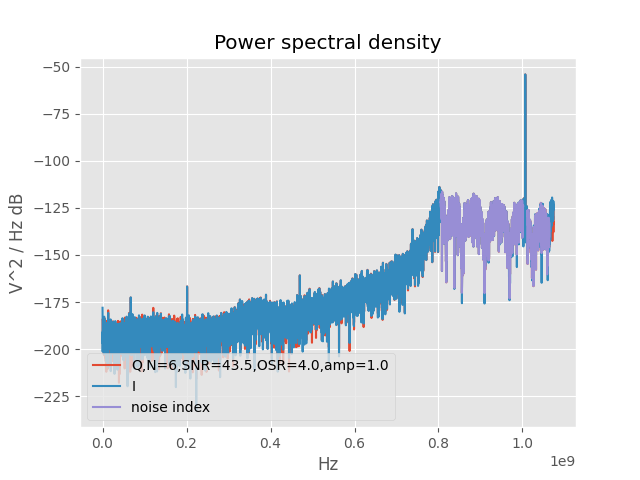 Power spectral density
−50
−75
−100
−125
−150
−175
−200
−225
V^2 / Hz dB
Q,N=6,SNR=43.5,OSR=4.0,amp=1.0
I
noise index
0.0 0.2 0.4 0.6 0.8 1.0
1e9
Hz